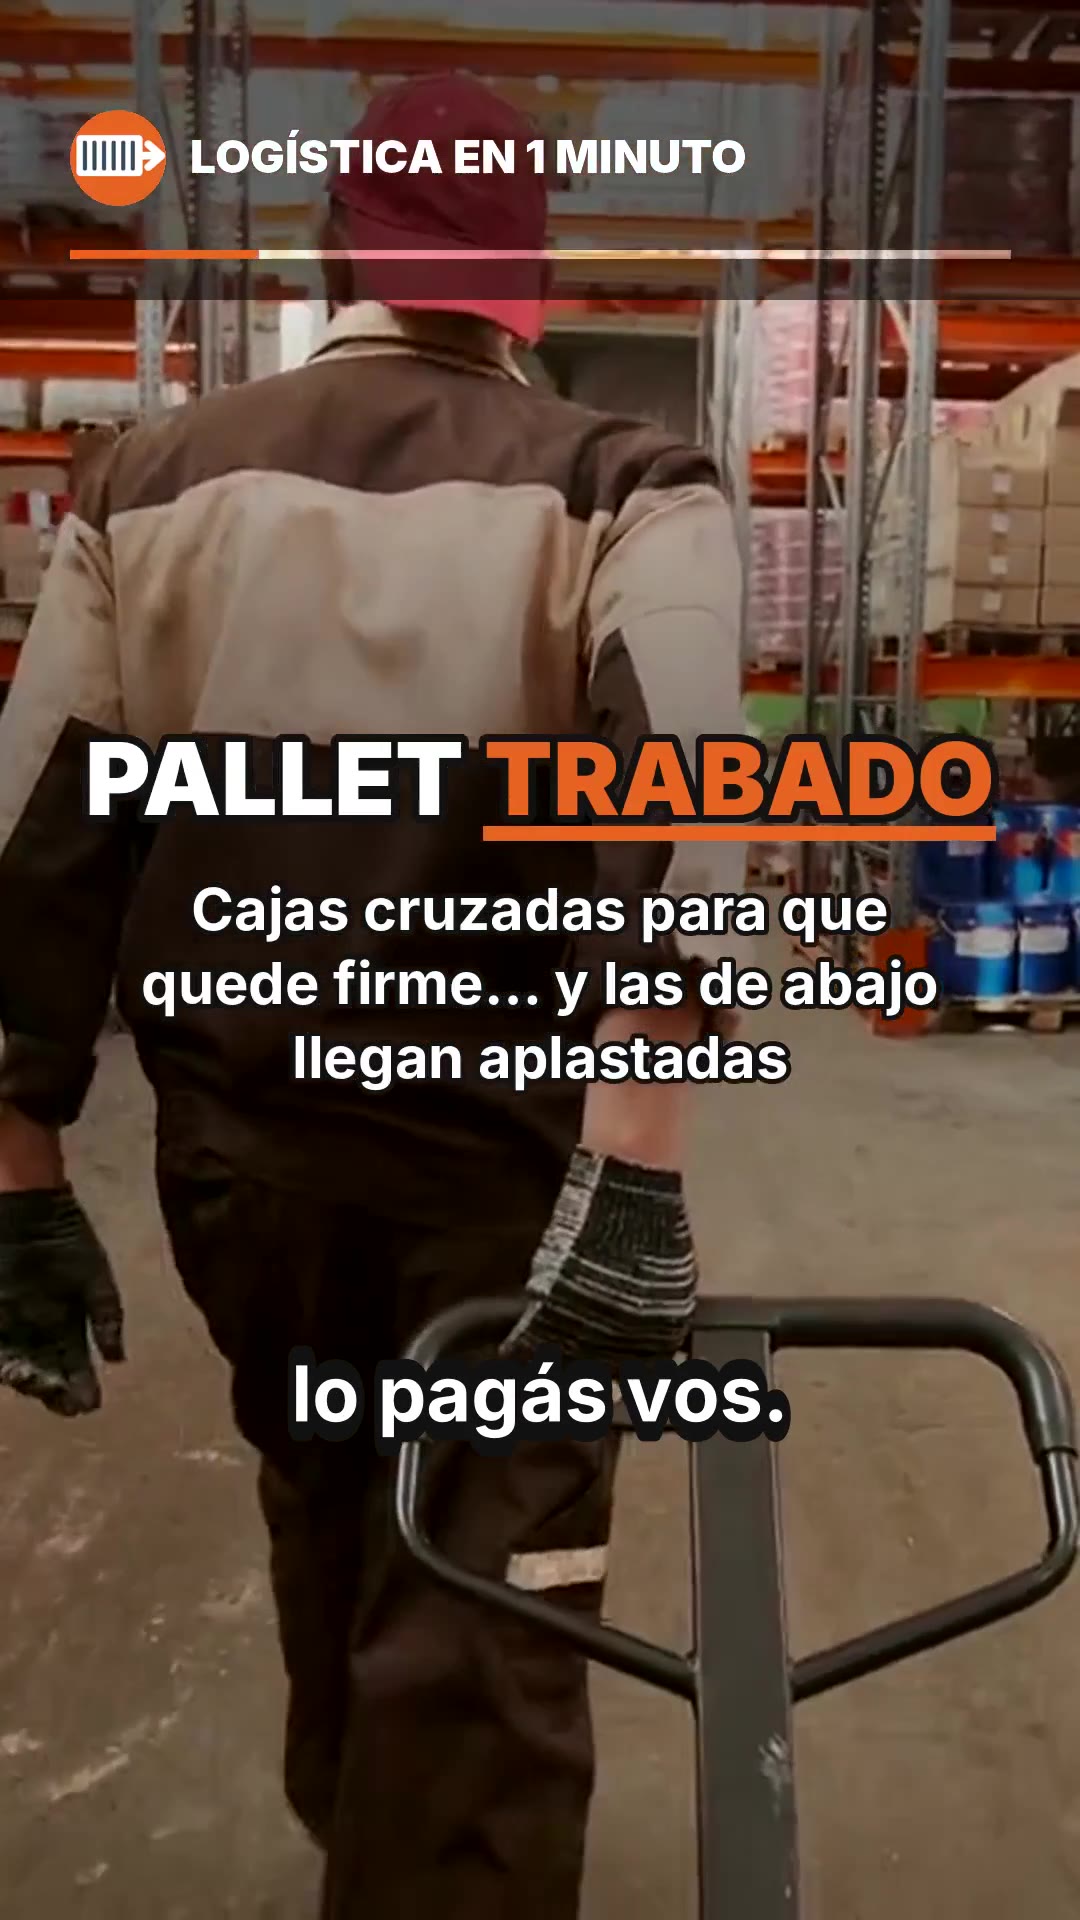 LOGÍSTICA EN 1 MINUTO
PALLET TRABADO
Cajas cruzadas para que
quede firme... y las de abajo
llegan aplastadas
lo pagás vos.